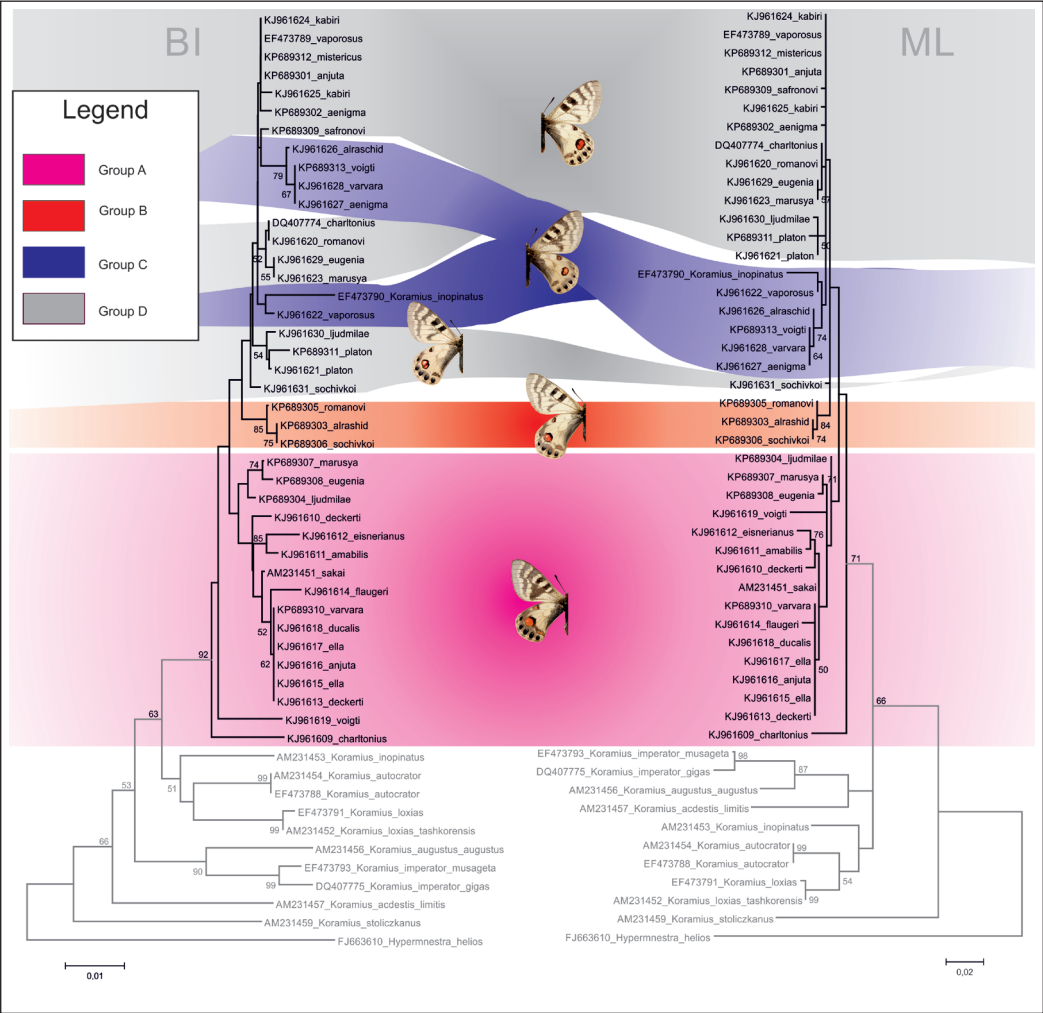 BI
ML
Legend
Group A
Group B
Group C
Group D
KJ961624_kabiri
EF473789_vaporosus
KP689312_mistericus
KP689301_anjuta
KJ961625_kabiri
KP689302_aenigma
KP689309_safronovi
KJ961626_alraschid
KP689313_voigti
79
KJ961628_varvara
67
KJ961627_aenigma
DQ407774_charltonius
KJ961620_romanovi
52
KJ961629_eugenia
55
KJ961623_marusya
EF473790_Koramius_inopinatus
KJ961622_vaporosus
KJ961630_ljudmilae
54
KP689311_platon
KJ961621_platon
KJ961631_sochivkoi
KP689305_romanovi
85
KP689303_alrashid
75
KP689306_sochivkoi
74
KP689307_marusya
KP689308_eugenia
KP689304_ljudmilae
KJ961610_deckerti
85
KJ961612_eisnerianus
KJ961611_amabilis
AM231451_sakai
KJ961614_flaugeri
KP689310_varvara
52
KJ961618_ducalis
KJ961617_ella
62
KJ961616_anjuta
92
KJ961615_ella
KJ961613_deckerti
63
KJ961619_voigti
KJ961609_charltonius
AM231453_Koramius_inopinatus
99
AM231454_Koramius_autocrator
53
51
EF473788_Koramius_autocrator
EF473791_Koramius_loxias
99
AM231452_Koramius_loxias_tashkorensis
66
AM231456_Koramius_augustus_augustus
90
EF473793_Koramius_imperator_musageta
99
DQ407775_Koramius_imperator_gigas
AM231457_Koramius_acdestis_limitis
AM231459_Koramius_stoliczkanus
FJ663610_Hypermnestra_helios
0,01
KJ961624_kabiri
EF473789_vaporosus
KP689312_mistericus
KP689301_anjuta
KP689309_safronovi
KJ961625_kabiri
KP689302_aenigma
DQ407774_charltonius
KJ961620_romanovi
KJ961629_eugenia
KJ961623_marusya
57
KJ961630_ljudmilae
KP689311_platon
50
KJ961621_platon
EF473790_Koramius_inopinatus
KJ961622_vaporosus
KJ961626_alraschid
KP689313_voigti
74
KJ961628_varvara
64
KJ961627_aenigma
KJ961631_sochivkoi
KP689305_romanovi
KP689303_alrashid
84
KP689306_sochivkoi
74
KP689304_ljudmilae
KP689307_marusya
71
KP689308_eugenia
KJ961619_voigti
KJ961612_eisnerianus
76
KJ961611_amabilis
71
KJ961610_deckerti
AM231451_sakai
KP689310_varvara
KJ961614_flaugeri
KJ961618_ducalis
KJ961617_ella
50
KJ961616_anjuta
KJ961615_ella
66
KJ961613_deckerti
KJ961609_charltonius
EF473793_Koramius_imperator_musageta
98
DQ407775_Koramius_imperator_gigas
87
AM231456_Koramius_augustus_augustus
AM231457_Koramius_acdestis_limitis
AM231453_Koramius_inopinatus
AM231454_Koramius_autocrator
99
EF473788_Koramius_autocrator
EF473791_Koramius_loxias
54
AM231452_Koramius_loxias_tashkorensis
99
AM231459_Koramius_stoliczkanus
FJ663610_Hypermnestra_helios
0,02